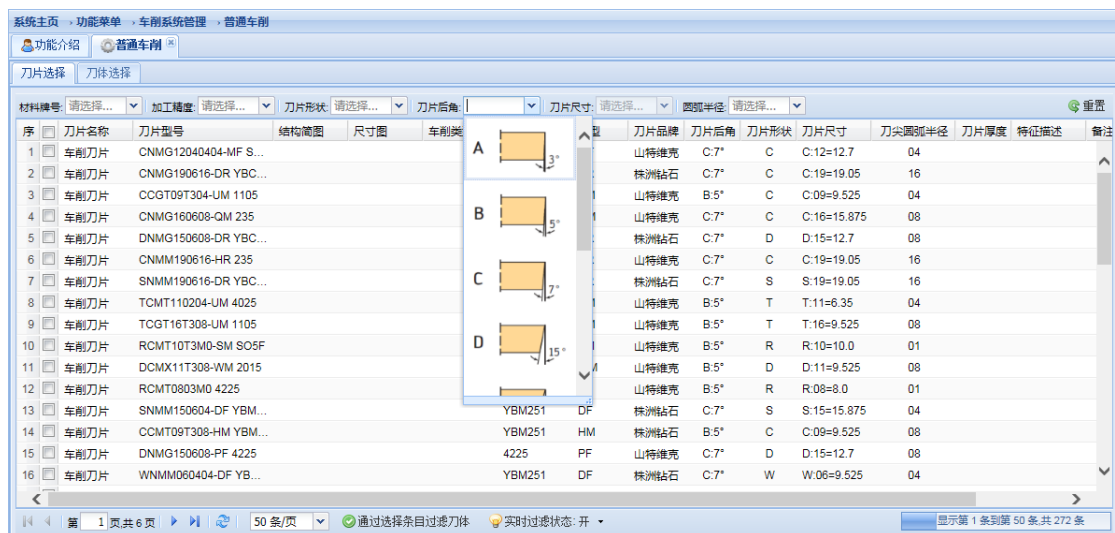 系统主页 →功能菜单 →车削系统管理 →普通车削
功能介绍 普通车削
刀片选择 刀体选择
材料牌号: 请选择... 加工精度: 请选择... 刀片形状: 请选择... 刀片后角: 刀片尺寸: 请选择... 圆弧半径: 请选择... 重置
序 刀片名称 刀片型号 结构简图 尺寸图 车削类 型 刀片品牌 刀片后角 刀片形状 刀片尺寸 刀尖圆弧半径 刀片厚度 特征描述 备注
A 3°
B 5°
C 7°
D 15°
1 车削刀片 CNMG12040404-MF S... 山特维克 C:7° C C:12=12.7 04
2 车削刀片 CNMG190616-DR YBC... 株洲钻石 C:7° C C:19=19.05 16
3 车削刀片 CCGT09T304-UM 1105 山特维克 B:5° C C:09=9.525 04
4 车削刀片 CNMG160608-QM 235 山特维克 C:7° C C:16=15.875 08
5 车削刀片 DNMG150608-DR YBC... 株洲钻石 C:7° D D:15=12.7 08
6 车削刀片 CNMM190616-HR 235 山特维克 C:7° C C:19=19.05 16
7 车削刀片 SNMM190616-DR YBC... 株洲钻石 C:7° S S:19=19.05 16
8 车削刀片 TCMT110204-UM 4025 山特维克 B:5° T T:11=6.35 04
9 车削刀片 TCGT16T308-UM 1105 山特维克 B:5° T T:16=9.525 08
10 车削刀片 RCMT10T3M0-SM SO5F 山特维克 B:5° R R:10=10.0 01
11 车削刀片 DCMX11T308-WM 2015 山特维克 B:5° D D:11=9.525 08
12 车削刀片 RCMT0803M0 4225 山特维克 B:5° R R:08=8.0 01
13 车削刀片 SNMM150604-DF YBM... YBM251 DF 株洲钻石 C:7° S S:15=15.875 04
14 车削刀片 CCMT09T308-HM YBM... YBM251 HM 株洲钻石 B:5° C C:09=9.525 08
15 车削刀片 DNMG150608-PF 4225 4225 PF 山特维克 C:7° D D:15=12.7 08
16 车削刀片 WNMM060404-DF YB... YBM251 DF 株洲钻石 C:7° W W:06=9.525 04
第 1 页,共 6 页 50 条/页 通过选择条目过滤刀体 实时过滤状态: 开 显示第 1 条到第 50 条,共 272 条